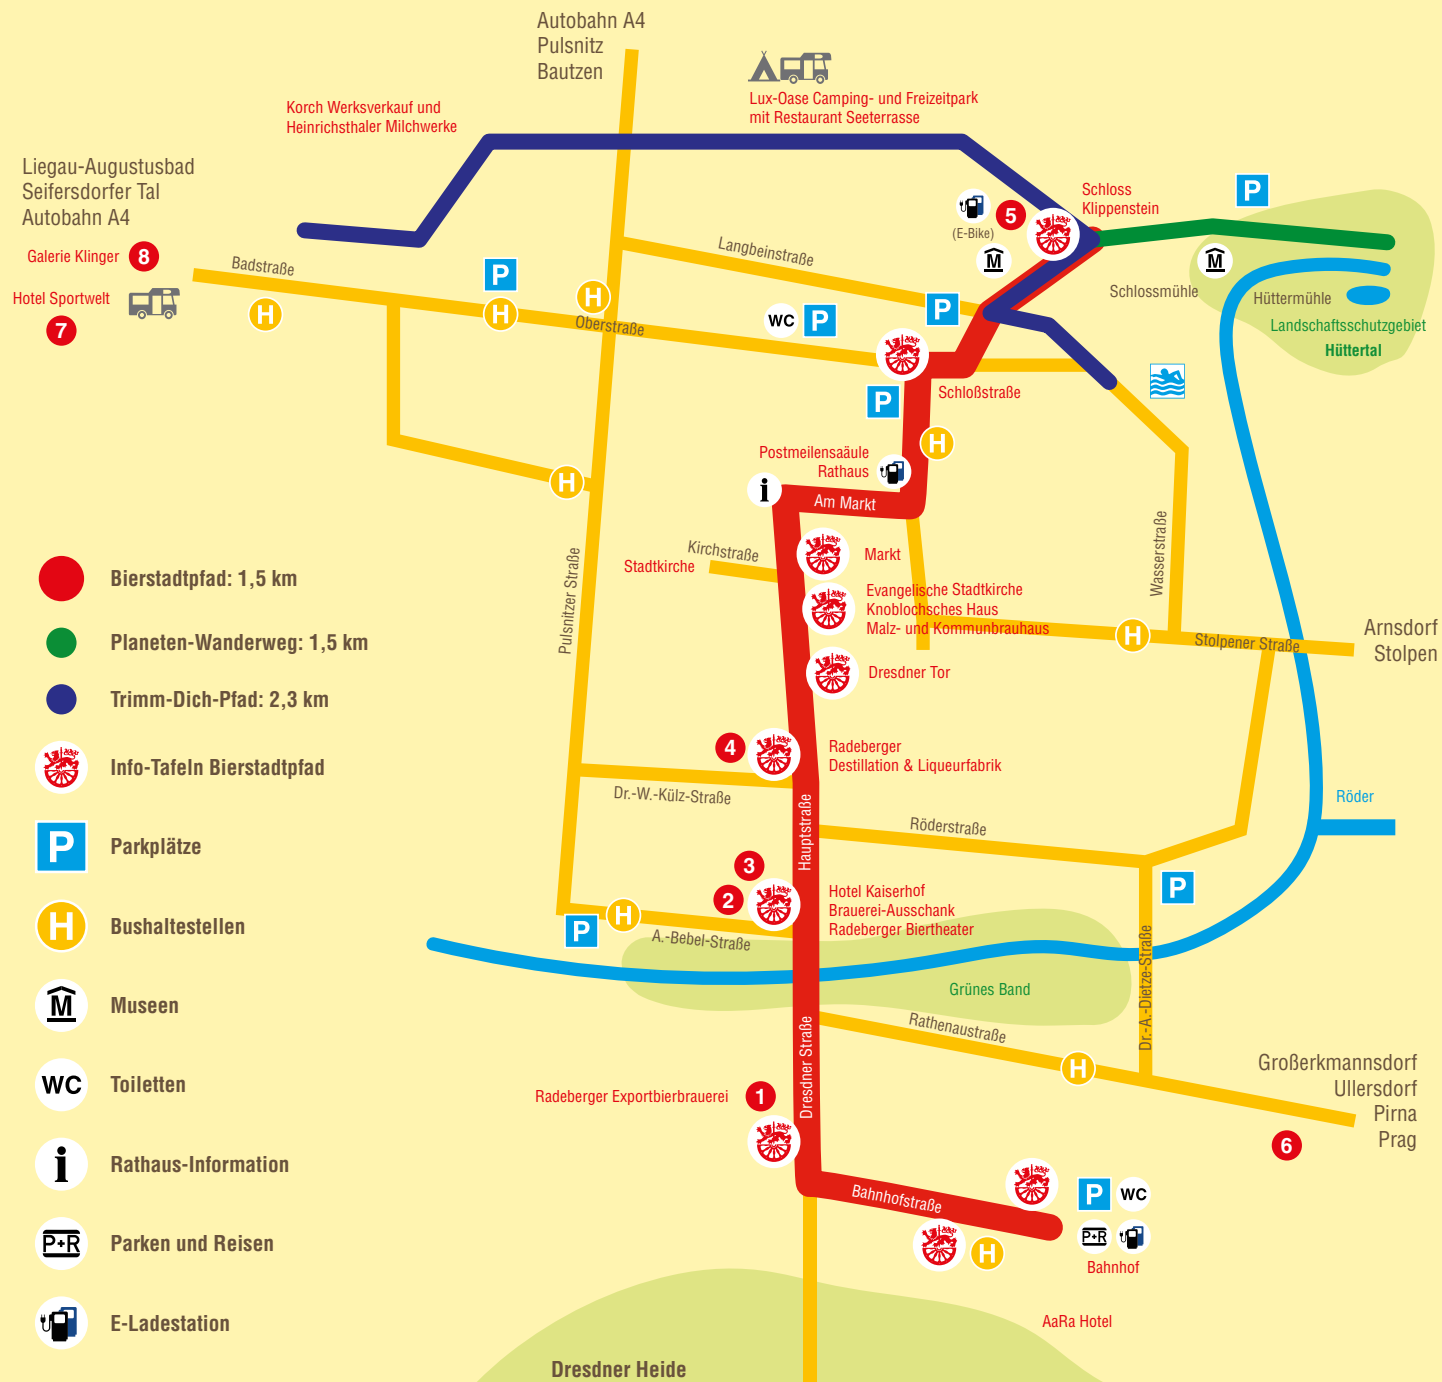 Autobahn A4
Pulsnitz
Bautzen
Lux-Oase Camping- und Freizeitpark
mit Restaurant Seeterrasse
Korch Werksverkauf und
Heinrichsthaler Milchwerke
Liegau-Augustusbad
Seifersdorfer Tal
Autobahn A4
Galerie Klinger
8
Hotel Sportwelt
7
Badstraße
H
P
H
H
Oberstraße
Langbeinstraße
WC
P
P
P
(E-Bike)
5
M
Schloss
Klippenstein
P
M
Schlossmühle
Hüttermühle
Landschaftsschutzgebiet
Hüttertal
Schloßstraße
H
H
Postmeilensaäule
Rathaus
i
Am Markt
Kirchstraße
Stadtkirche
Markt
Evangelische Stadtkirche
Knoblochsches Haus
Malz- und Kommunbrauhaus
Dresdner Tor
Wasserstraße
H
Stolpener Straße
Arnsdorf
Stolpen
Pulsnitzer Straße
4
Radeberger
Destillation & Liqueurfabrik
Dr.-W.-Külz-Straße
Hauptstraße
Röderstraße
Röder
3
2
Hotel Kaiserhof
Brauerei-Ausschank
Radeberger Biertheater
P
P
H
A.-Bebel-Straße
Grünes Band
Dr.-A.-Dietze-Straße
Rathenaustraße
H
Dresdner Straße
Großerkmannsdorf
Ullersdorf
Pirna
Prag
6
Radeberger Exportbierbrauerei
1
Bahnhofstraße
H
P
WC
P+R
Bahnhof
AaRa Hotel
Dresdner Heide
Bierstadtpfad: 1,5 km
Planeten-Wanderweg: 1,5 km
Trimm-Dich-Pfad: 2,3 km
Info-Tafeln Bierstadtpfad
P
Parkplätze
H
Bushaltestellen
M
Museen
WC
Toiletten
i
Rathaus-Information
P+R
Parken und Reisen
E-Ladestation